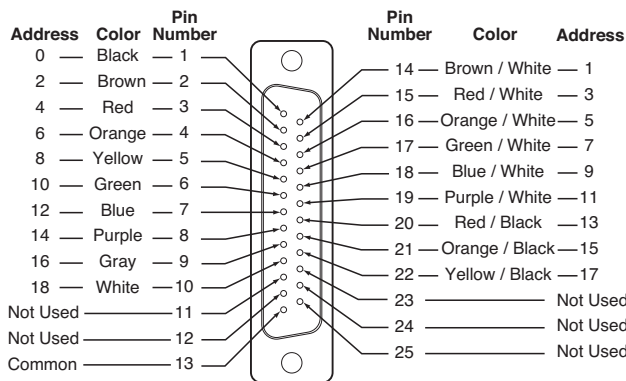 Address Color Pin Number
0 — Black — 1
2 — Brown — 2
4 — Red — 3
6 — Orange — 4
8 — Yellow — 5
10 — Green — 6
12 — Blue — 7
14 — Purple — 8
16 — Gray — 9
18 — White — 10
Not Used — 11
Not Used — 12
Common — 13
Pin Number Color Address
14 — Brown / White — 1
15 — Red / White — 3
16 — Orange / White — 5
17 — Green / White — 7
18 — Blue / White — 9
19 — Purple / White — 11
20 — Red / Black — 13
21 — Orange / Black — 15
22 — Yellow / Black — 17
23 — Not Used
24 — Not Used
25 — Not Used